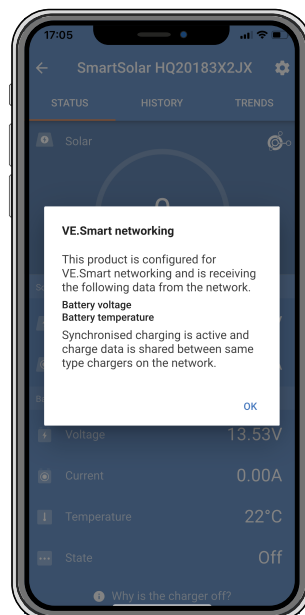 17:05
SmartSolar HQ20183X2JX
STATUS HISTORY TRENDS
Solar
VE.Smart networking
This product is configured for
VE.Smart networking and is receiving
the following data from the network.
Battery voltage
Battery temperature
Synchronised charging is active and
charge data is shared between same
type chargers on the network.
OK
Voltage 13.53V
Current 0.00A
Temperature 22°C
State Off
Why is the charger off?